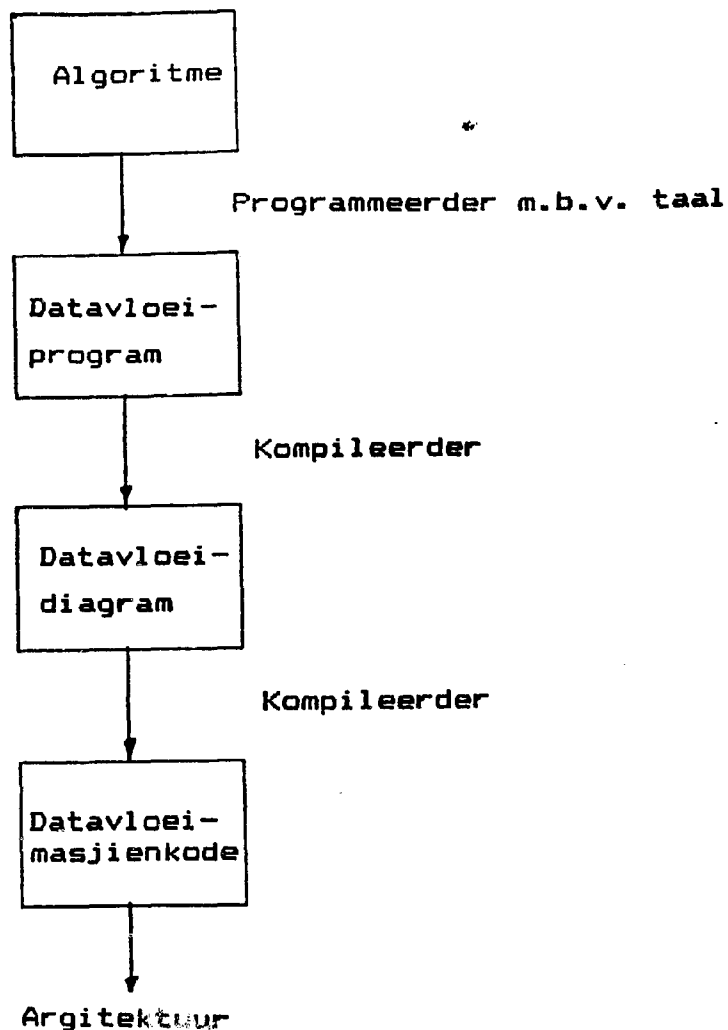 Algoritme
Programmeerder m.b.v. taal
Datavloei-
program
Kompileerder
Datavloei-
diagram
Kompileerder
Datavloei-
masjienkode
Argitektuur